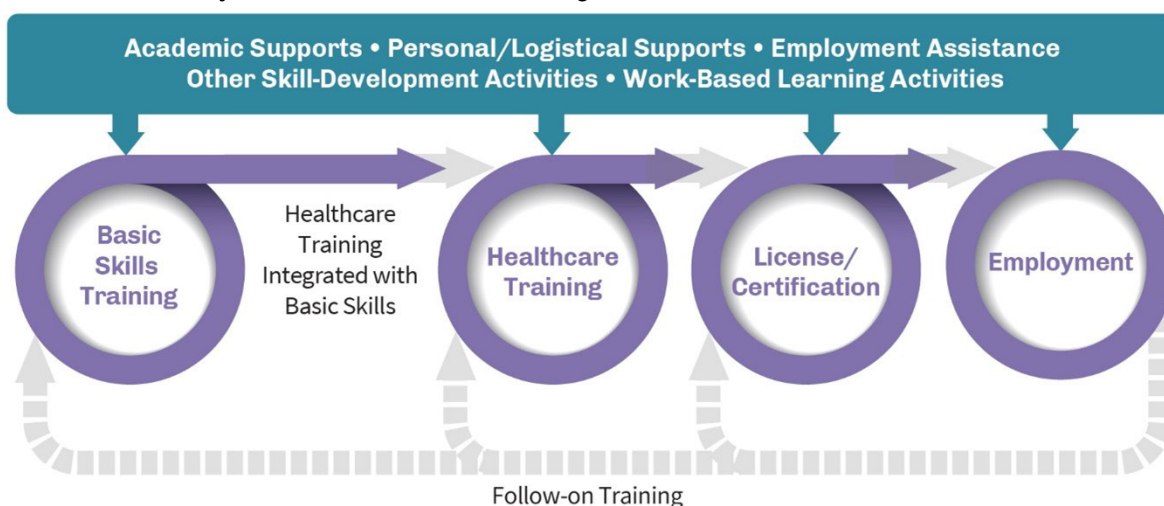 Academic Supports • Personal/Logistical Supports • Employment Assistance
Other Skill-Development Activities • Work-Based Learning Activities
Basic
Skills
Training
Healthcare
Training
Integrated with
Basic Skills
Healthcare
Training
License/
Certification
Employment
Follow-on Training